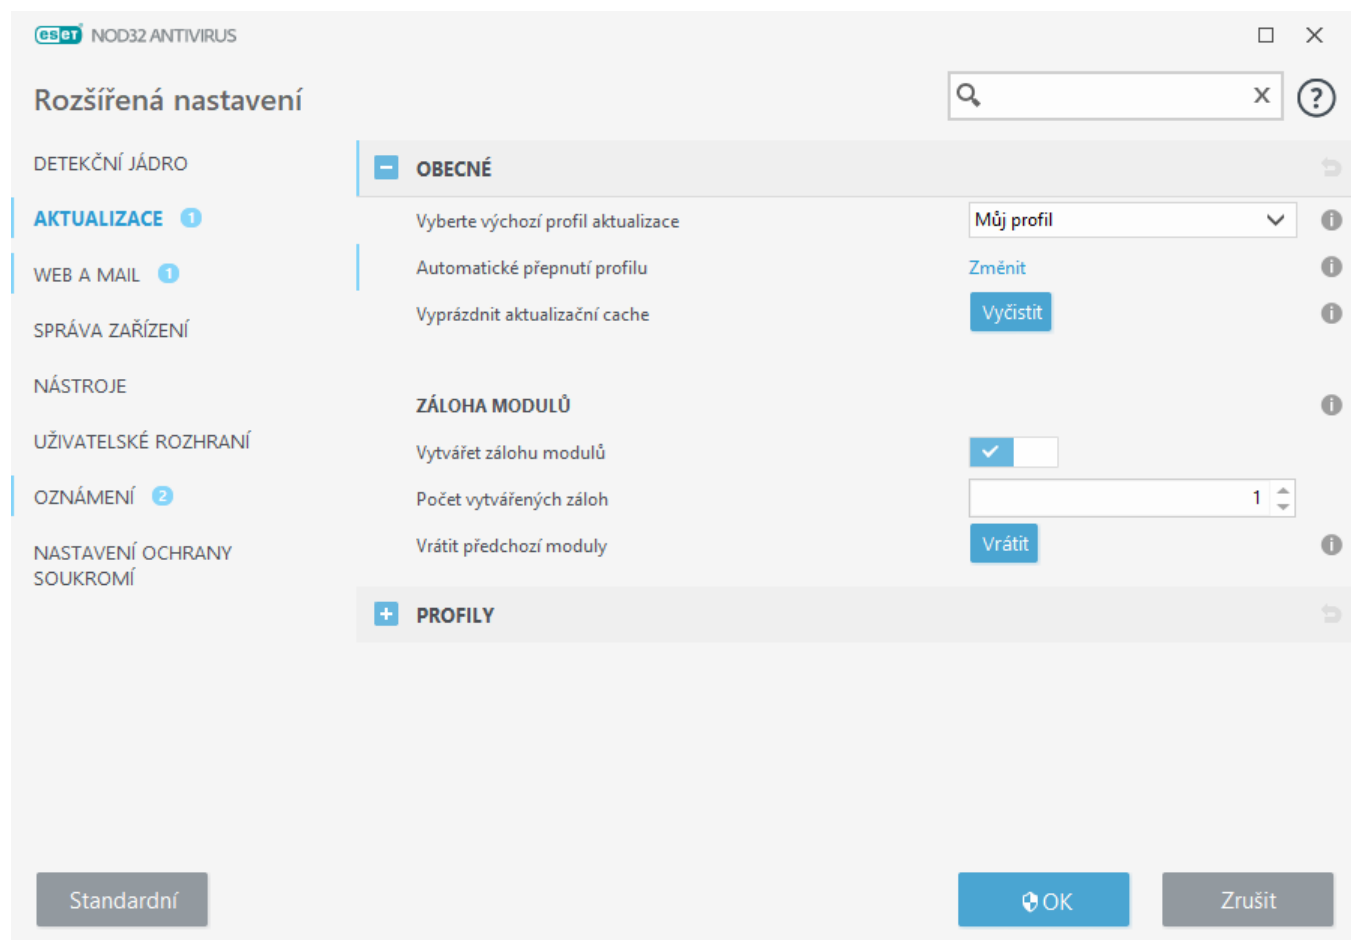 eset NOD32 ANTIVIRUS
Rozšířená nastavení
x
?
DETEKČNÍ JÁDRO
AKTUALIZACE 1
WEB A MAIL 1
SPRÁVA ZAŘÍZENÍ
NÁSTROJE
UŽIVATELSKÉ ROZHRANÍ
OZNÁMENÍ 2
NASTAVENÍ OCHRANY
SOUKROMÍ
OBECNÉ
Vyberte výchozí profil aktualizace Můj profil
Automatické přepnutí profilu Změnit
Vyprázdnit aktualizační cache Vyčistit
ZÁLOHA MODULŮ
Vytvářet zálohu modulů
Počet vytvářených záloh 1
Vrátit předchozí moduly Vrátit
PROFILY
Standardní OK Zrušit